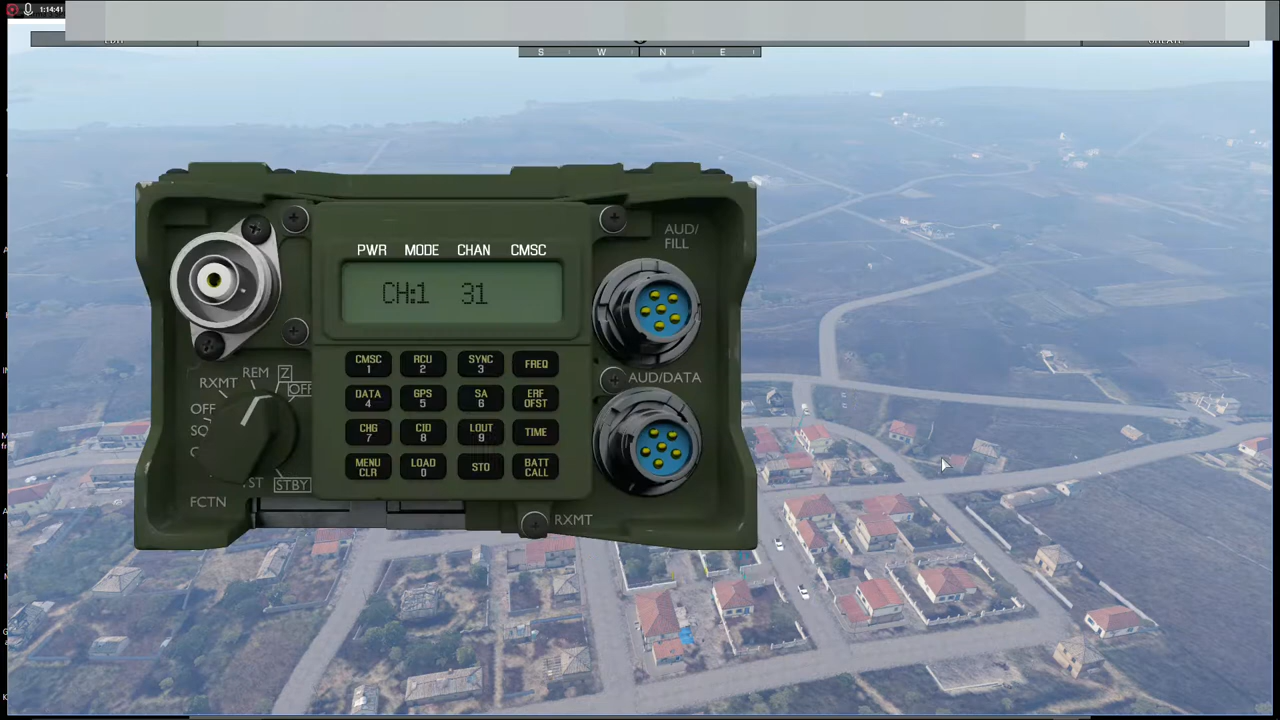 1:14:41
S W N E
PWR MODE CHAN CMSC
CH:1 31
AUD/
FILL
CMSC
1
RCU
2
SYNC
3
FREQ
DATA
4
GPS
5
SA
6
ERF
OFST
CHG
7
CID
8
LOUT
9
TIME
MENU
CLR
LOAD
0
STO
BATT
CALL
AUD/DATA
REM
Z
OFF
RXMT
OFF
STBY
FCTN
RXMT